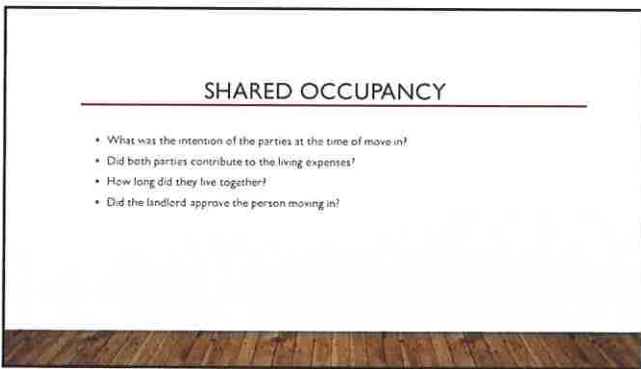 SHARED OCCUPANCY
• What was the intention of the parties at the time of move in?
• Did both parties contribute to the living expenses?
• How long did they live together?
• Did the landlord approve the person moving in?